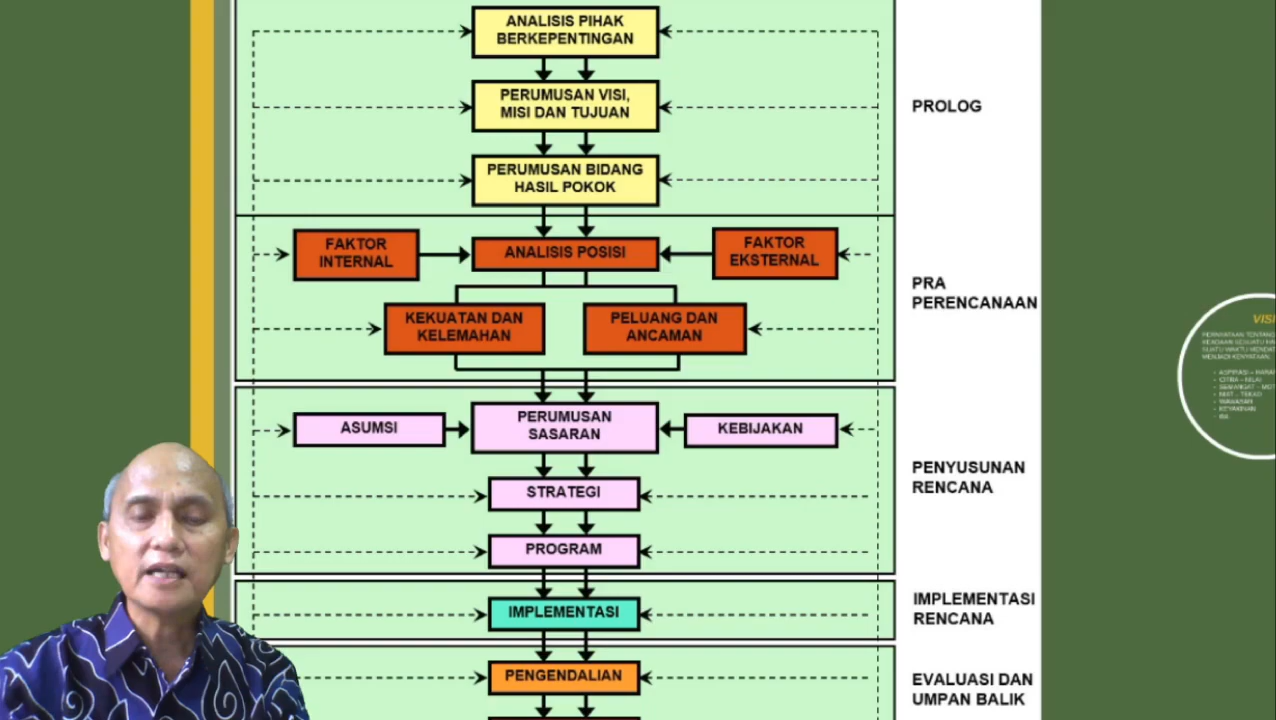 ANALISIS PIHAK
BERKEPENTINGAN
PERUMUSAN VISI,
MISI DAN TUJUAN
PROLOG
PERUMUSAN BIDANG
HASIL POKOK
FAKTOR
INTERNAL
ANALISIS POSISI
FAKTOR
EKSTERNAL
PRA
PERENCANAAN
KEKUATAN DAN
KELEMAHAN
PELUANG DAN
ANCAMAN
VISI
ASUMSI
PERUMUSAN
SASARAN
KEBIJAKAN
STRATEGI
PENYUSUNAN
RENCANA
PROGRAM
IMPLEMENTASI
IMPLEMENTASI
RENCANA
PENGENDALIAN
EVALUASI DAN
UMPAN BALIK